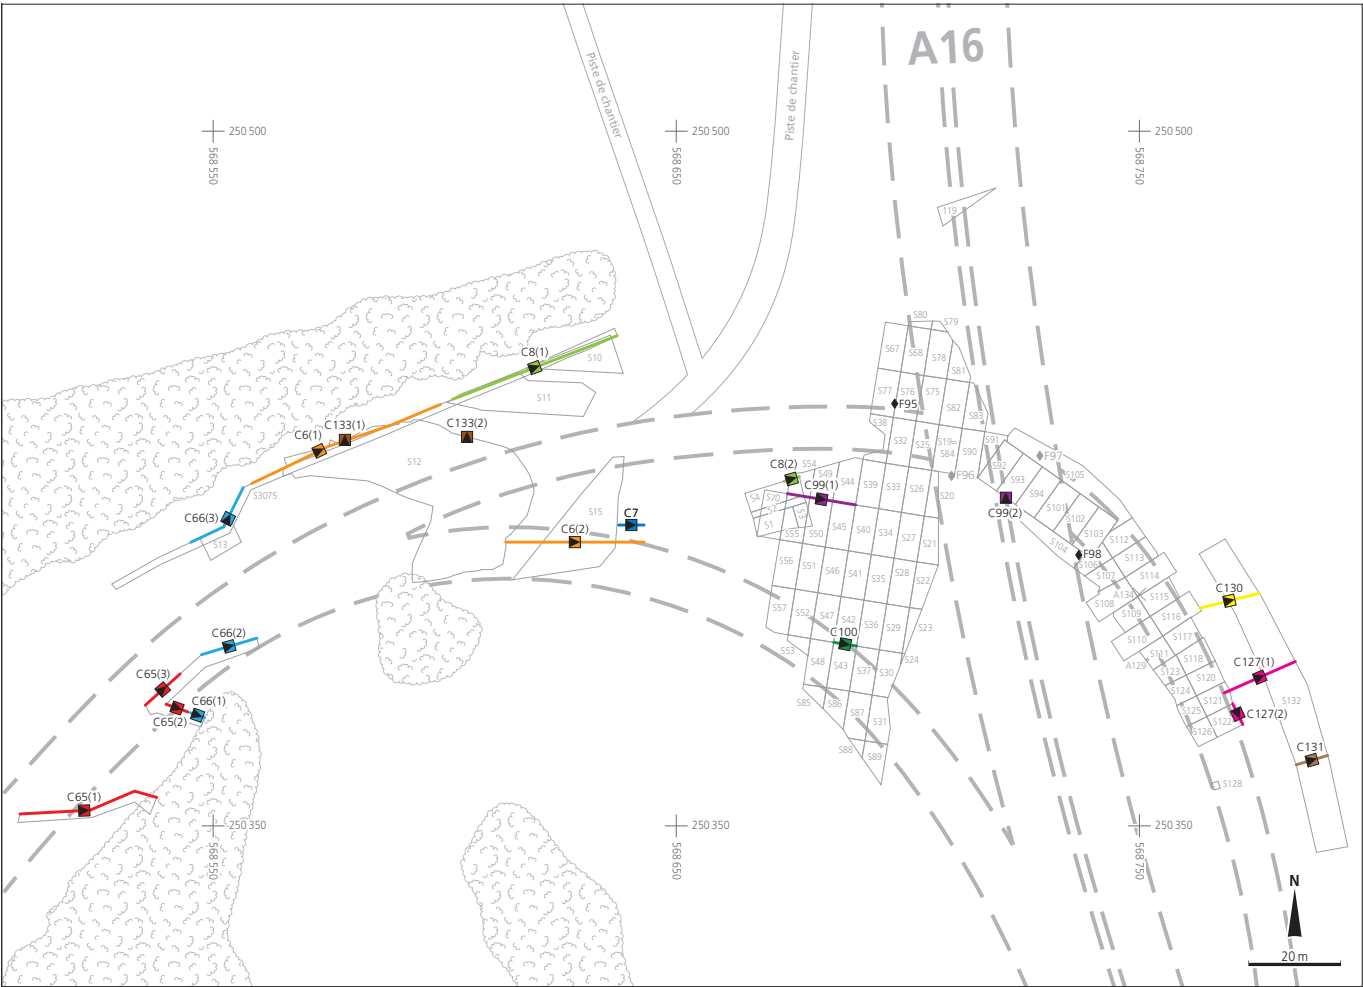 A16
Piste de chantier
Piste de chantier
250 500
568 550
250 500
568 650
250 500
568 750
119
C8(1)
S10
S11
C133(1)
C133(2)
C6(1)
S12
S3075
C66(3)
S13
S15
C7
C6(2)
C66(2)
C65(3)
C65(2)
C66(1)
C65(1)
S80
S79
S67
S68
S78
S81
S77
S76
S75
F95
S82
S83
S38
S32
S25
S19=
S84
S90
S91
F96
F97
S105
S92
S93
S94
S101
S102
S103
S104
C99(2)
F98
S106
S107
S112
S113
S114
S108
A134
S115
S109
S116
S110
S117
S111
S118
A129
S123
S120
S124
S121
S125
S122
S126
S128
C8(2)
S54
S49
S44
S39
S33
S26
S20
C99(1)
SA
S70
S2
S3
S1
S55
S50
S45
S40
S34
S27
S21
S56
S51
S46
S41
S35
S28
S22
S57
S52
S47
S42
S36
S29
S23
C100
S53
S48
S43
S37
S30
S24
S85
S86
S87
S31
S88
S89
C130
C127(1)
S132
C127(2)
C131
250 350
568 550
250 350
568 650
250 350
568 750
N
20 m